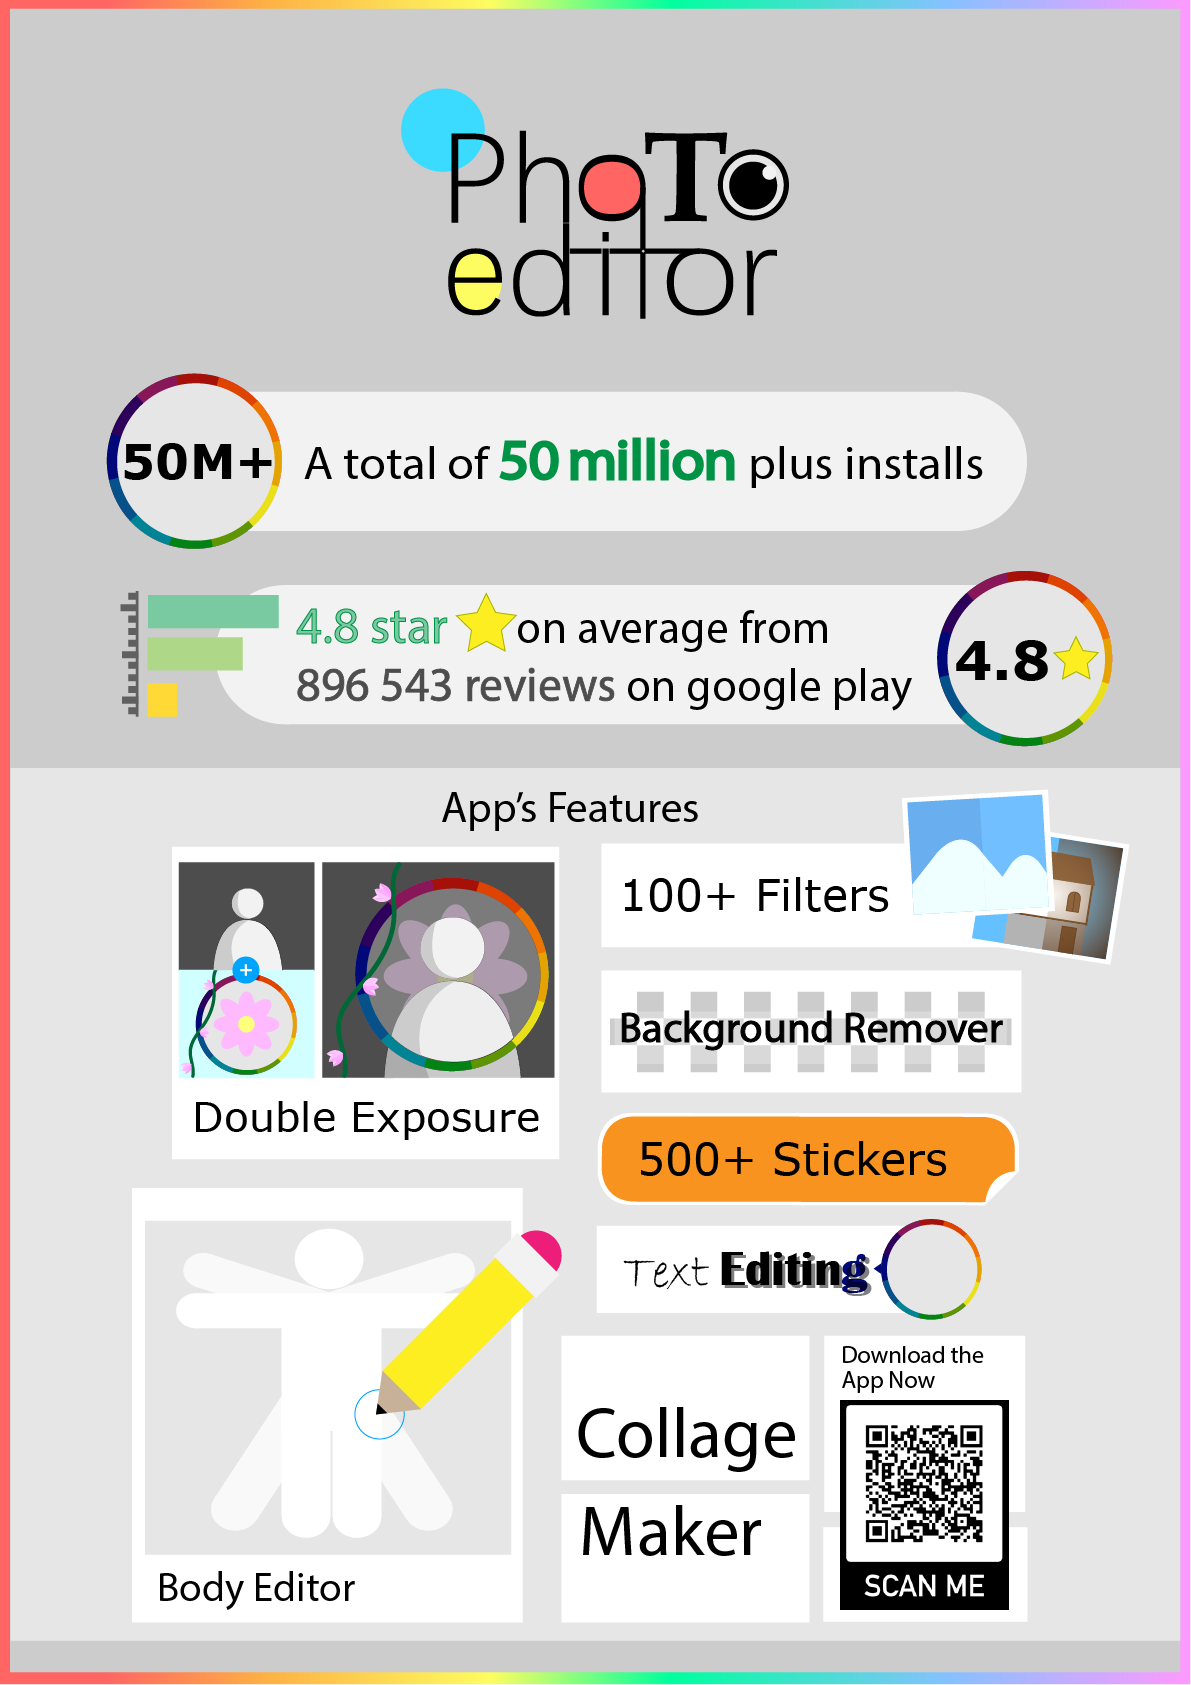 PhoTo
editor
50M+
A total of 50 million plus installs
4.8 star on average from
896 543 reviews on google play
4.8
App's Features
Double Exposure
100+ Filters
Background Remover
500+ Stickers
Text Editing
Body Editor
Collage
Maker
Download the
App Now
SCAN ME